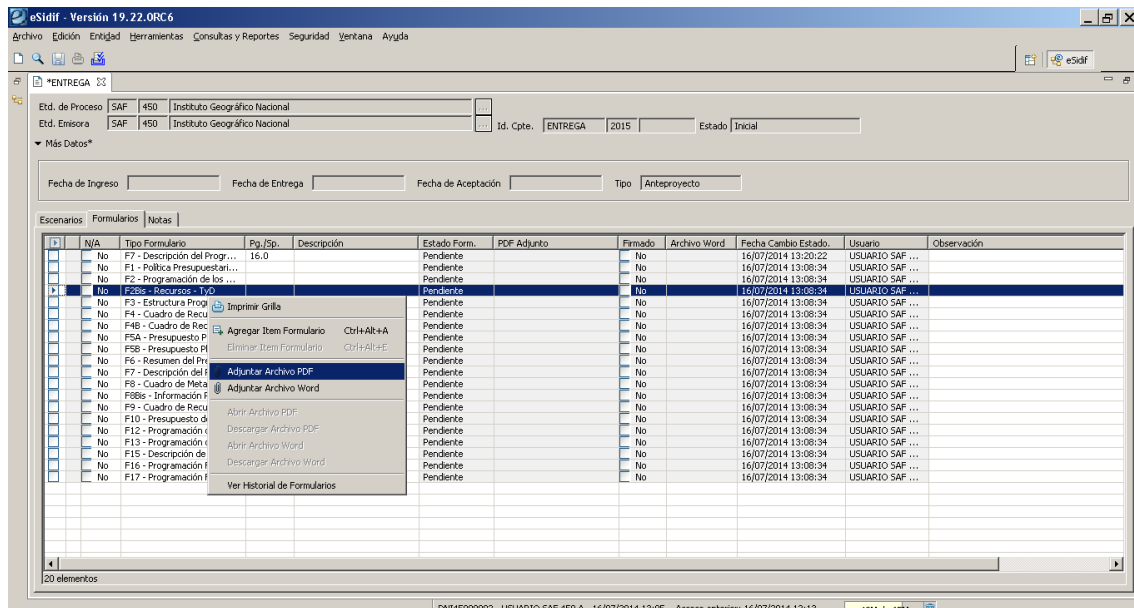 eSidif - Versión 19.22.0RC6
Archivo Edición Entidad Herramientas Consultas y Reportes Seguridad Ventana Ayuda
eSidif
*ENTREGA
Etd. de Proceso SAF 450 Instituto Geográfico Nacional ...
Etd. Emisora SAF 450 Instituto Geográfico Nacional ... Id. Cpte. ENTREGA 2015 Estado Inicial
Más Datos*
Fecha de Ingreso Fecha de Entrega Fecha de Aceptación Tipo Anteproyecto
Escenarios Formularios Notas
N/A Tipo Formulario Pg./Sp. Descripción Estado Form. PDF Adjunto Firmado Archivo Word Fecha Cambio Estado. Usuario Observación
No F7 - Descripción del Progr... 16.0 Pendiente No 16/07/2014 13:20:22 USUARIO SAF ...
No F1 - Política Presupuestari... Pendiente No 16/07/2014 13:08:34 USUARIO SAF ...
No F2 - Programación de los ... Pendiente No 16/07/2014 13:08:34 USUARIO SAF ...
No F2Bis - Recursos - TyD Pendiente No 16/07/2014 13:08:34 USUARIO SAF ...
No F3 - Estructura Progr Pendiente No 16/07/2014 13:08:34 USUARIO SAF ...
No F4 - Cuadro de Recu Pendiente No 16/07/2014 13:08:34 USUARIO SAF ...
No F4B - Cuadro de Rec Pendiente No 16/07/2014 13:08:34 USUARIO SAF ...
No F5A - Presupuesto P Pendiente No 16/07/2014 13:08:34 USUARIO SAF ...
No F5B - Presupuesto Pl Pendiente No 16/07/2014 13:08:34 USUARIO SAF ...
No F6 - Resumen del Pre Pendiente No 16/07/2014 13:08:34 USUARIO SAF ...
No F7 - Descripción del P Pendiente No 16/07/2014 13:08:34 USUARIO SAF ...
No F8 - Cuadro de Meta Pendiente No 16/07/2014 13:08:34 USUARIO SAF ...
No F8Bis - Información F Pendiente No 16/07/2014 13:08:34 USUARIO SAF ...
No F9 - Cuadro de Recu Pendiente No 16/07/2014 13:08:34 USUARIO SAF ...
No F10 - Presupuesto de Pendiente No 16/07/2014 13:08:34 USUARIO SAF ...
No F12 - Programación Pendiente No 16/07/2014 13:08:34 USUARIO SAF ...
No F13 - Programación Pendiente No 16/07/2014 13:08:34 USUARIO SAF ...
No F15 - Descripción de Pendiente No 16/07/2014 13:08:34 USUARIO SAF ...
No F16 - Programación F Pendiente No 16/07/2014 13:08:34 USUARIO SAF ...
No F17 - Programación F Pendiente No 16/07/2014 13:08:34 USUARIO SAF ...
Imprimir Grilla
Agregar Item Formulario Ctrl+Alt+A
Eliminar Item Formulario Ctrl+Alt+E
Adjuntar Archivo PDF
Adjuntar Archivo Word
Abrir Archivo PDF
Descargar Archivo PDF
Abrir Archivo Word
Descargar Archivo Word
Ver Historial de Formularios
20 elementos